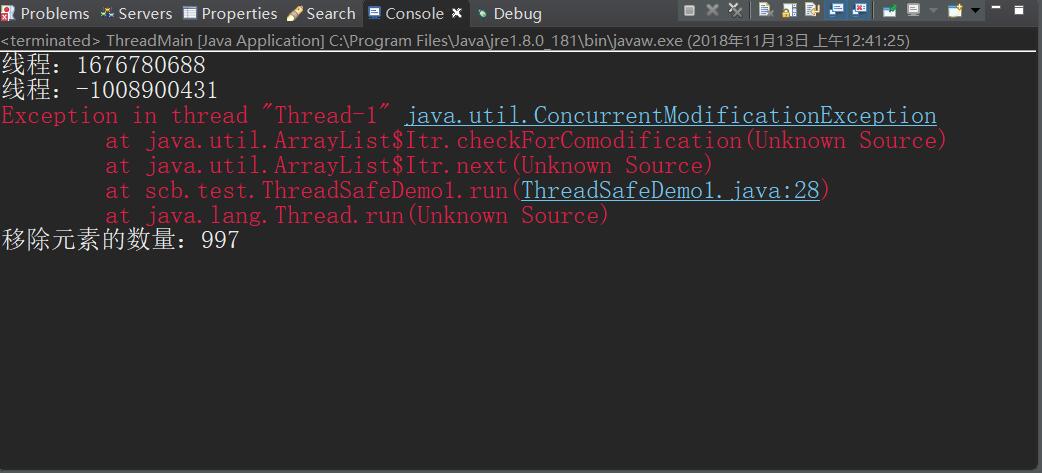 Problems Servers Properties Search Console Debug
<terminated> ThreadMain [Java Application] C:\Program Files\Java\jre1.8.0_181\bin\javaw.exe (2018年11月13日 上午12:41:25)
线程：1676780688
线程：-1008900431
Exception in thread "Thread-1" java.util.ConcurrentModificationException
at java.util.ArrayList$Itr.checkForComodification(Unknown Source)
at java.util.ArrayList$Itr.next(Unknown Source)
at scb.test.ThreadSafeDemo1.run(ThreadSafeDemo1.java:28)
at java.lang.Thread.run(Unknown Source)
移除元素的数量：997